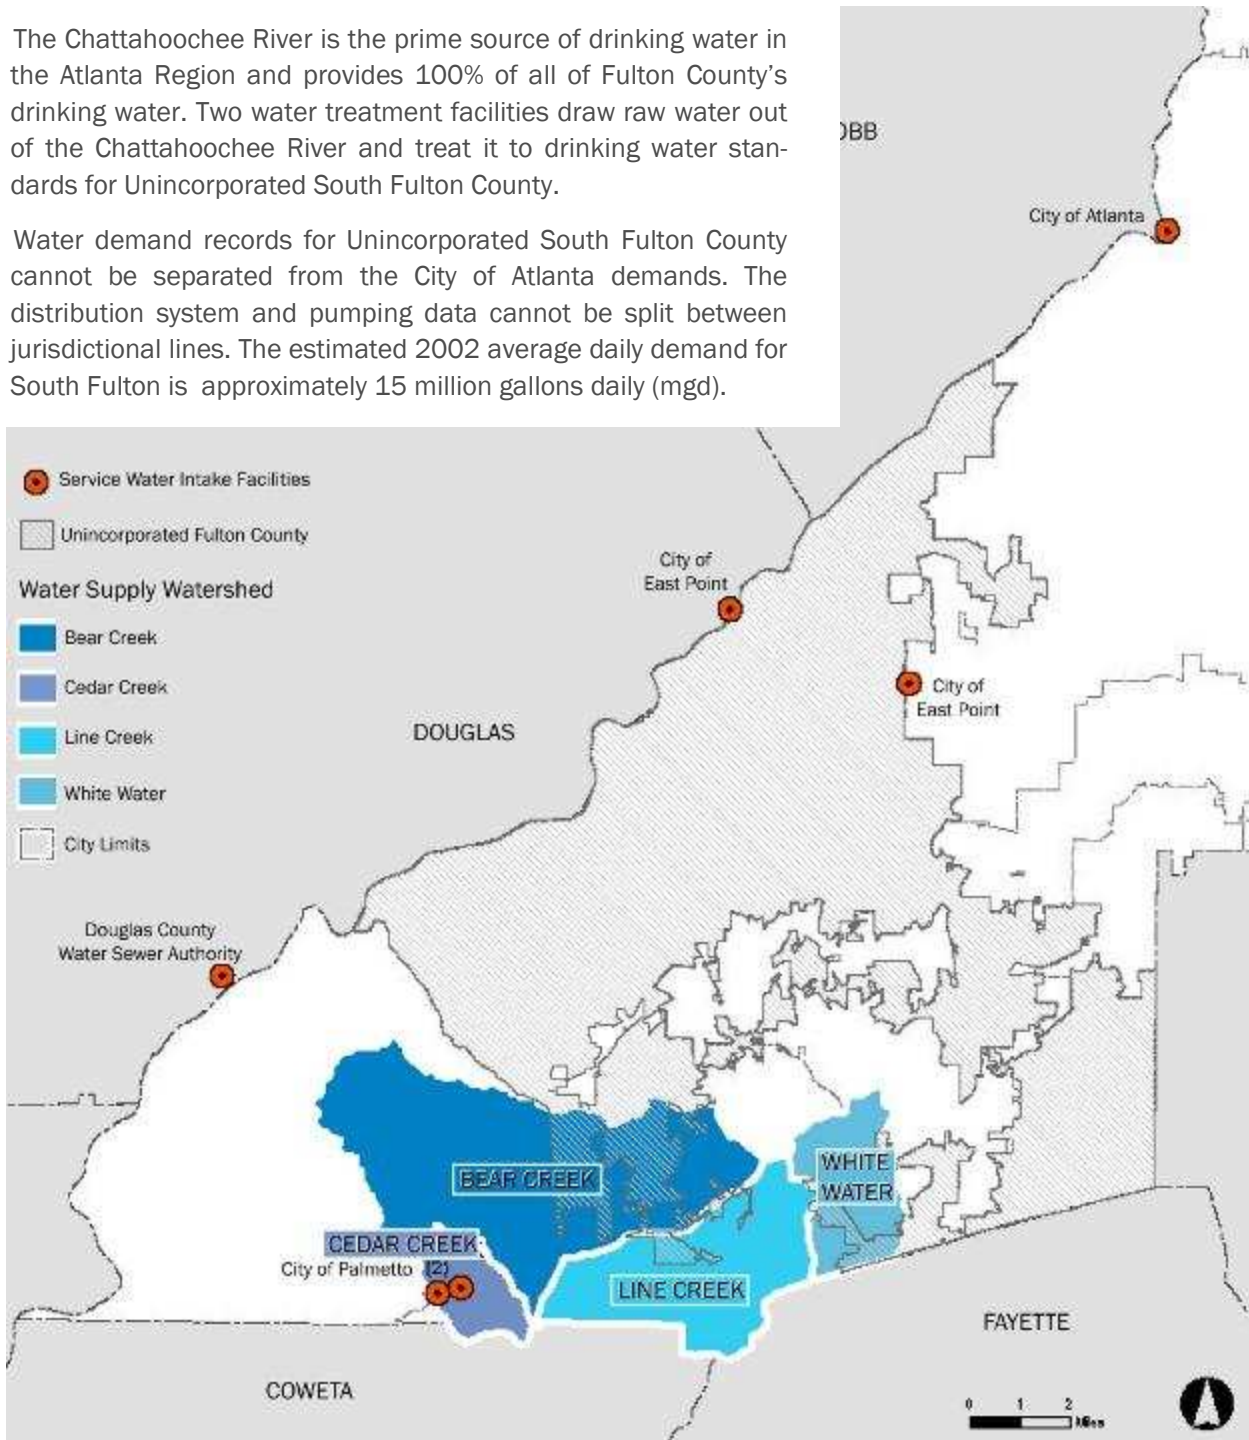 The Chattahoochee River is the prime source of drinking water in
the Atlanta Region and provides 100% of all of Fulton County's
drinking water. Two water treatment facilities draw raw water out
of the Chattahoochee River and treat it to drinking water stan-
dards for Unincorporated South Fulton County.
Water demand records for Unincorporated South Fulton County
cannot be separated from the City of Atlanta demands. The
distribution system and pumping data cannot be split between
jurisdictional lines. The estimated 2002 average daily demand for
South Fulton is approximately 15 million gallons daily (mgd).
OBB
City of Atlanta
Service Water Intake Facilities
Unincorporated Fulton County
Water Supply Watershed
Bear Creek
Cedar Creek
Line Creek
White Water
City Limits
City of
East Point
City of
East Point
DOUGLAS
Douglas County
Water Sewer Authority
BEAR CREEK
WHITE
WATER
CEDAR CREEK
City of Palmetto (2)
LINE CREEK
FAYETTE
COWETA
0 1 2
Miles